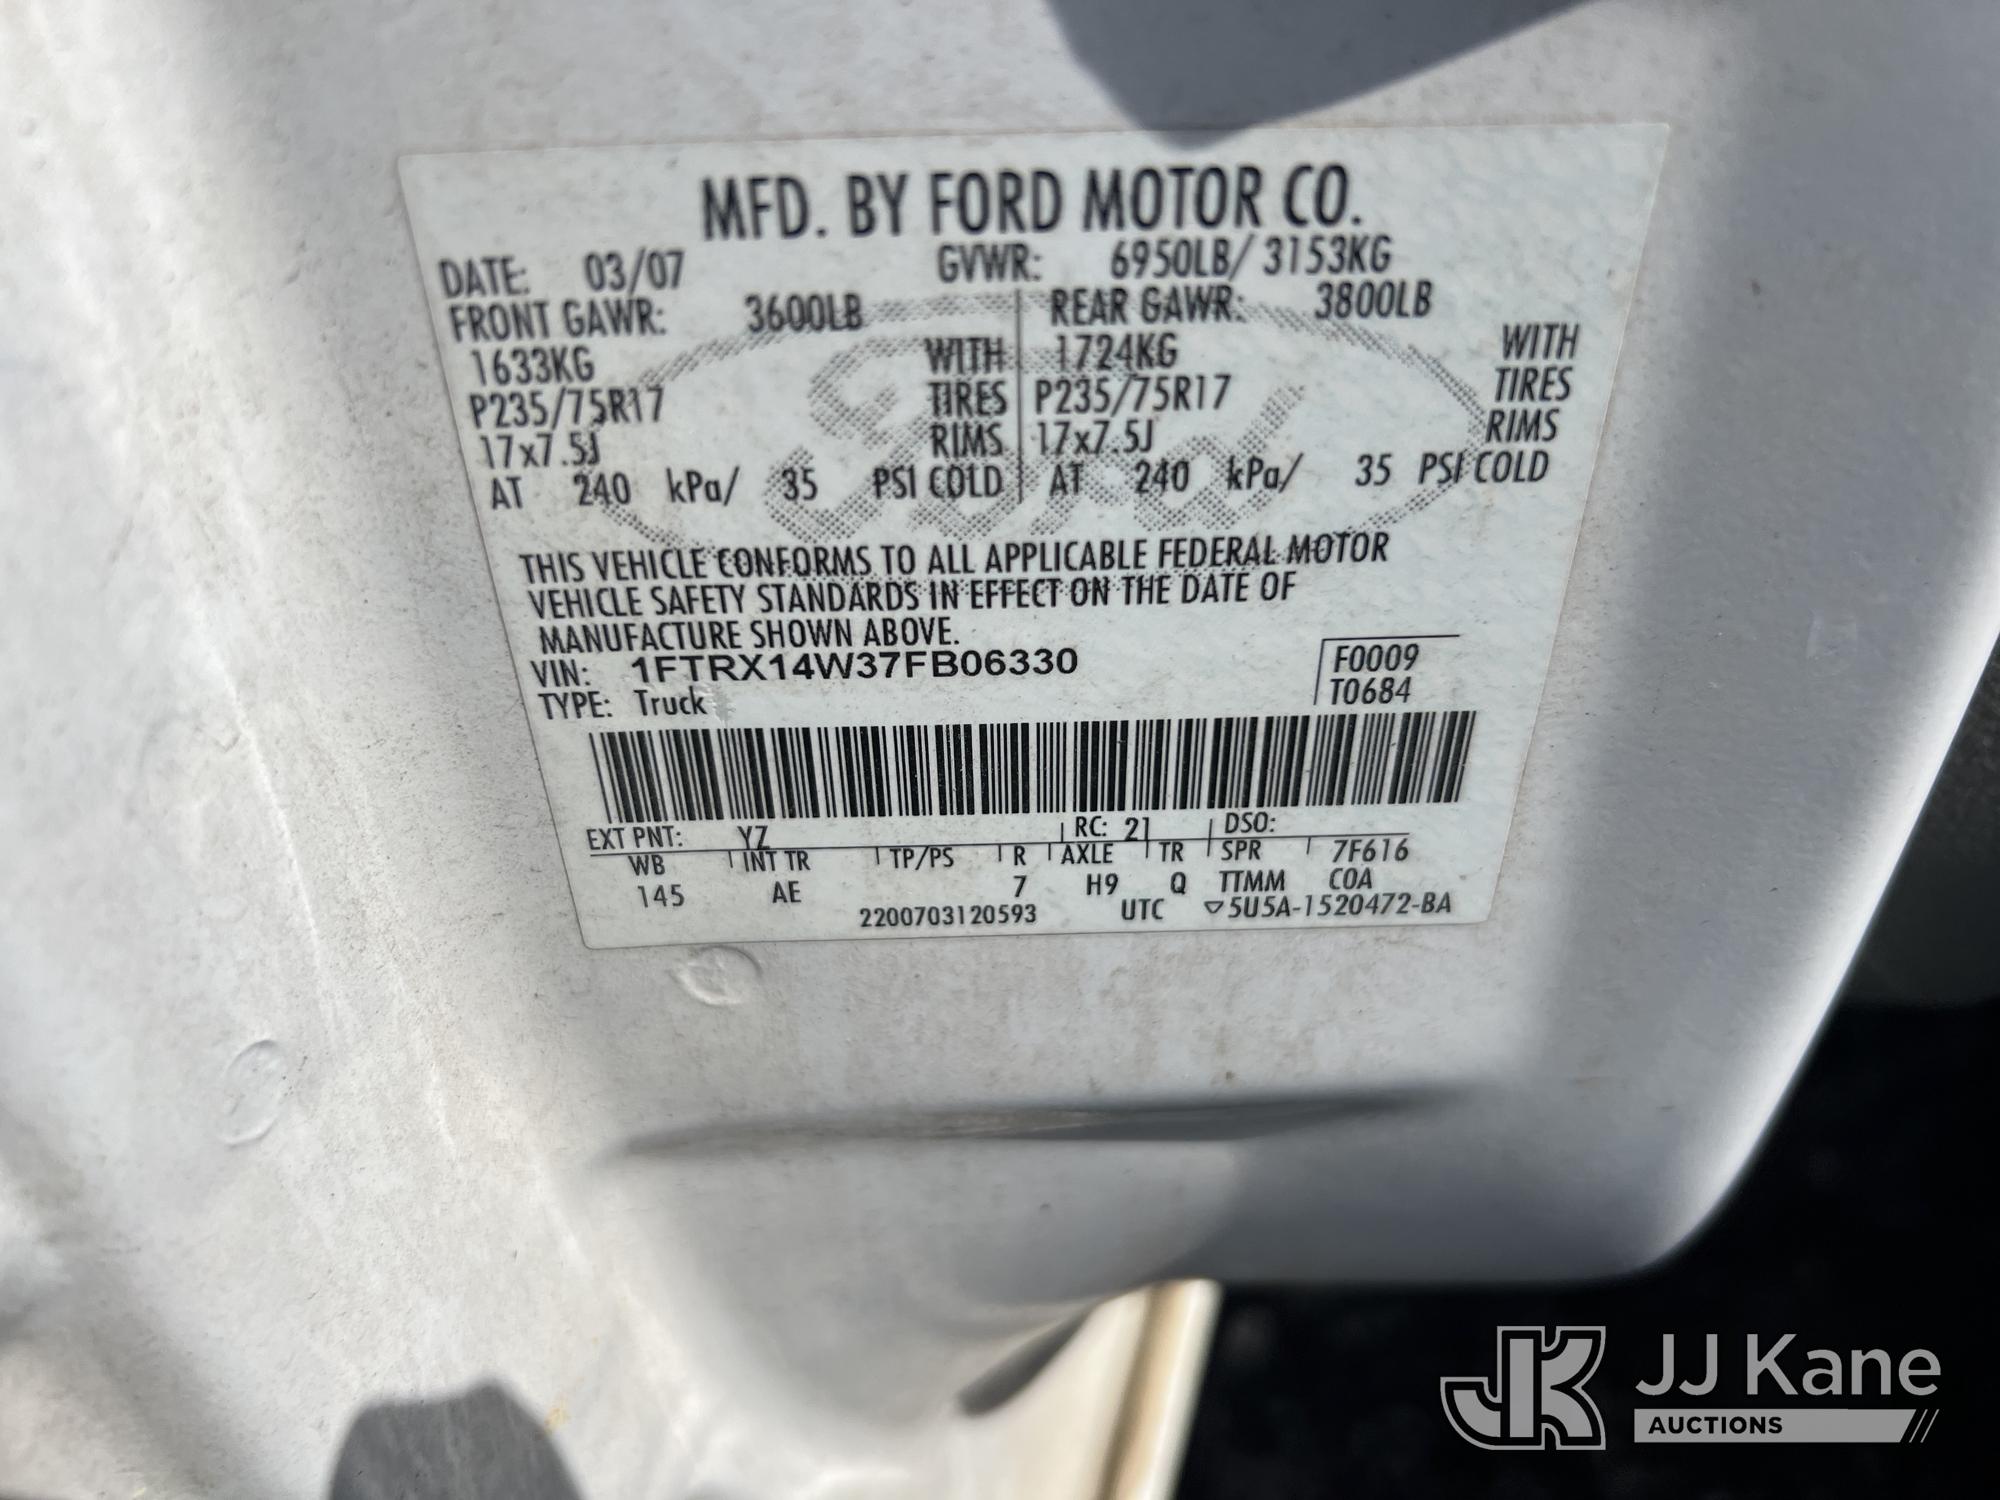 MFD. BY FORD MOTOR CO.
DATE: 03/07 GVWR: 6950LB/ 3153KG
FRONT GAWR: 3600LB REAR GAWR: 3800LB
1633KG WITH 1724KG WITH
P235/75R17 TIRES P235/75R17 TIRES
17x7.5J RIMS 17x7.5J RIMS
AT 240 kPa/ 35 PSI COLD AT 240 kPa/ 35 PSI COLD
Ford
THIS VEHICLE CONFORMS TO ALL APPLICABLE FEDERAL MOTOR
VEHICLE SAFETY STANDARDS IN EFFECT ON THE DATE OF
MANUFACTURE SHOWN ABOVE.
VIN: 1FTRX14W37FB06330 F0009
TYPE: Truck T0684
EXT PNT: YZ RC: 21 DSO:
WB INT TR TP/PS R AXLE TR SPR 7F616
145 AE 7 H9 Q TTMM COA
2200703120593 UTC ▽5U5A-1520472-BA
JK JJ Kane
AUCTIONS